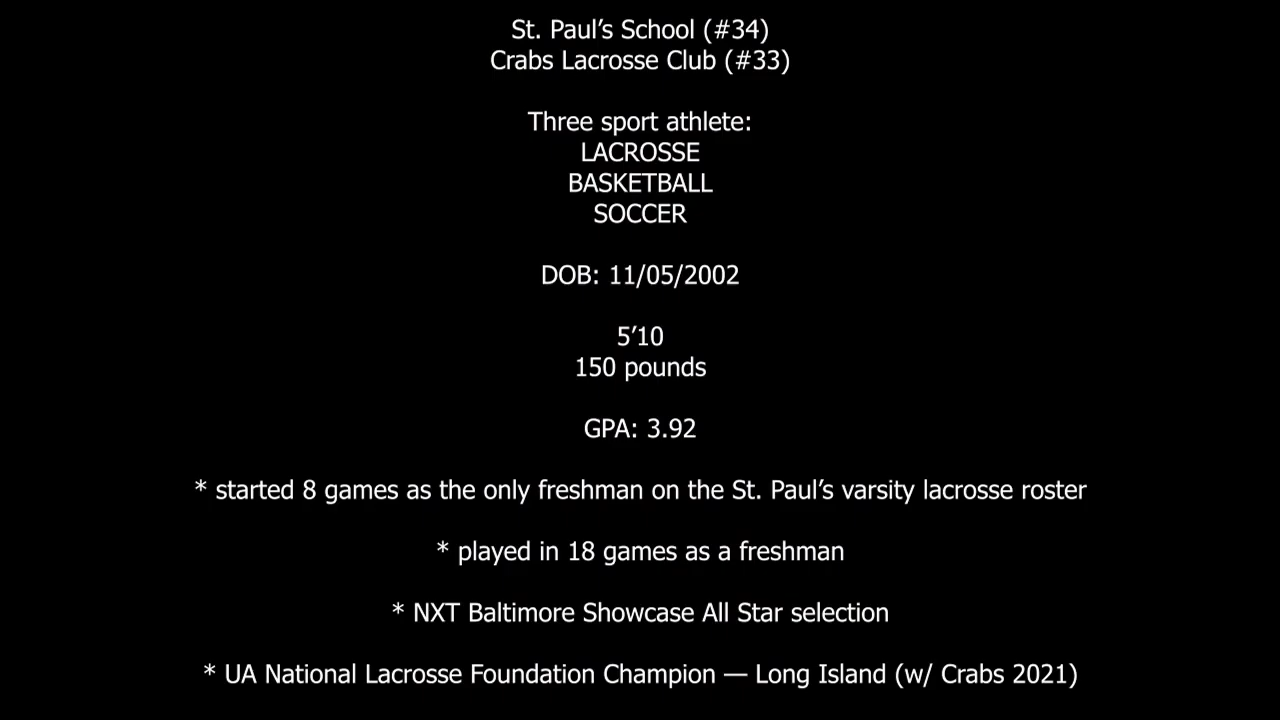 St. Paul’s School (#34)
Crabs Lacrosse Club (#33)
Three sport athlete:
LACROSSE
BASKETBALL
SOCCER
DOB: 11/05/2002
5’10
150 pounds
GPA: 3.92
* started 8 games as the only freshman on the St. Paul’s varsity lacrosse roster
* played in 18 games as a freshman
* NXT Baltimore Showcase All Star selection
* UA National Lacrosse Foundation Champion — Long Island (w/ Crabs 2021)